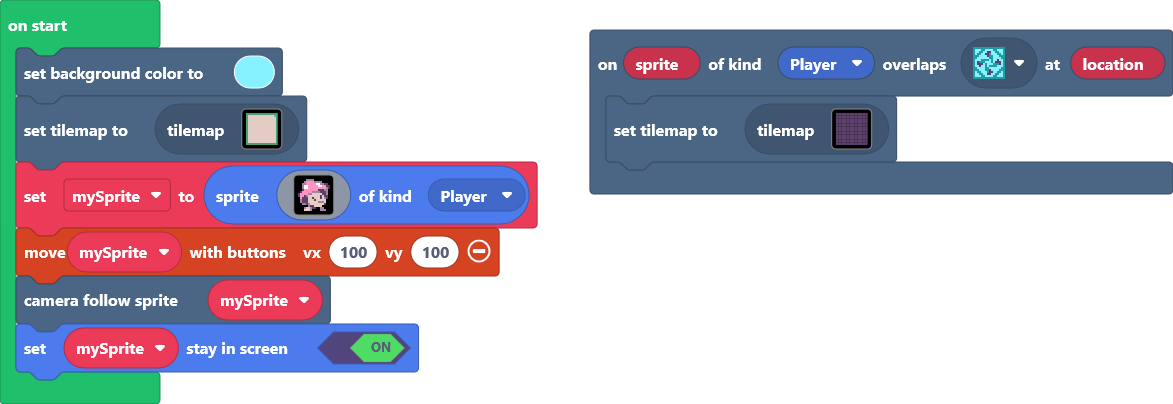 on start
set background color to
set tilemap to tilemap
set mySprite to sprite of kind Player
move mySprite with buttons vx 100 vy 100
camera follow sprite mySprite
set mySprite stay in screen ON
on sprite of kind Player overlaps at location
set tilemap to tilemap